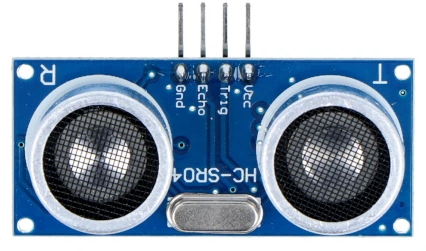 R
T
Gnd
Echo
Trig
Vcc
HC-SR04